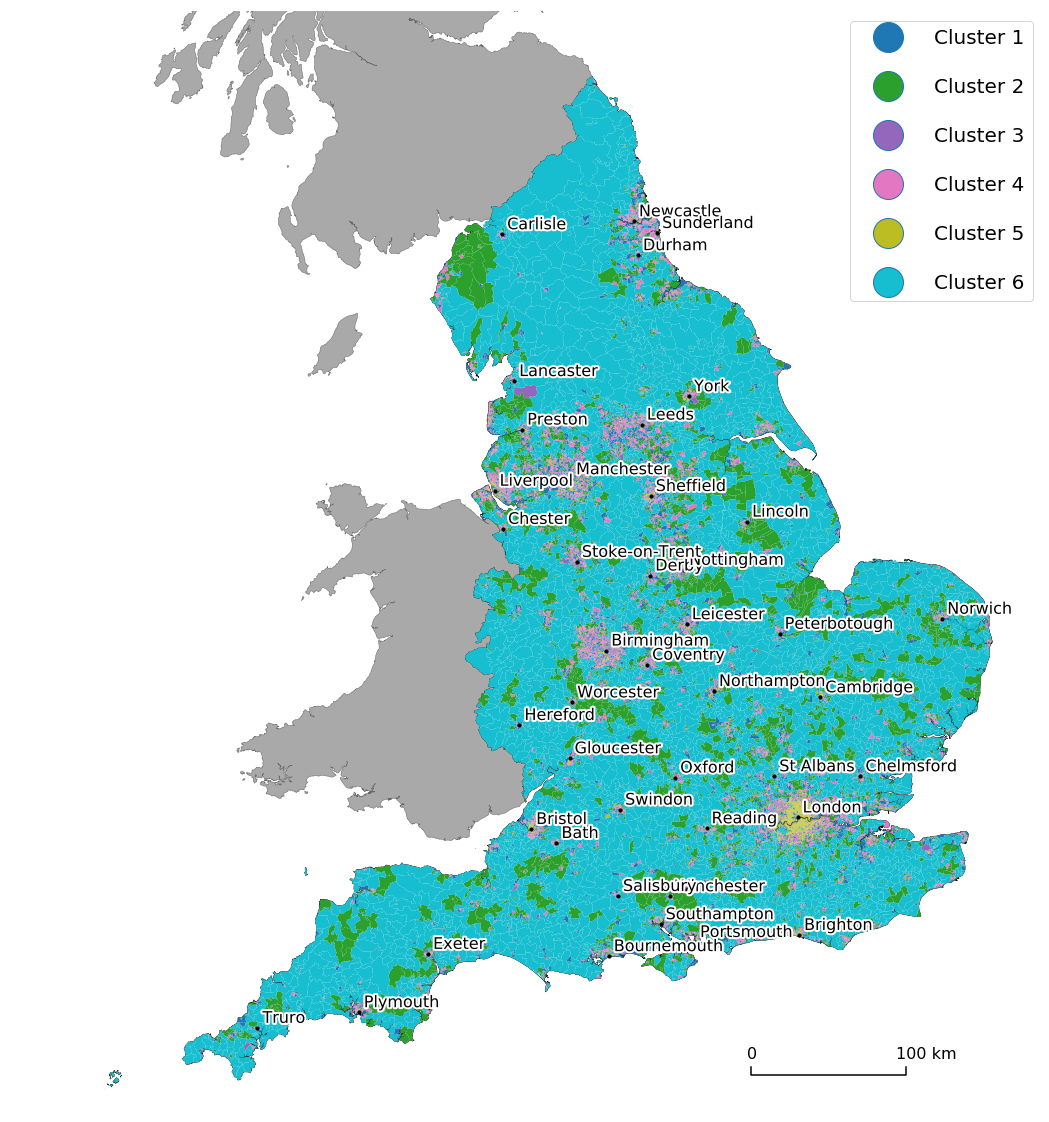 Cluster 1
Cluster 2
Cluster 3
Cluster 4
Cluster 5
Cluster 6
Newcastle
Sunderland
Carlisle
Durham
Lancaster
York
Leeds
Preston
Manchester
Liverpool
Sheffield
Lincoln
Chester
Stoke-on-Trent
ottingham
Derby
Norwich
Leicester
Peterbotough
Birmingham
Coventry
Northampton
Cambridge
Worcester
Hereford
Gloucester
Oxford
St Albans
Chelmsford
Swindon
London
Bristol
Reading
Bath
Salisbury
nchester
Southampton
Brighton
Portsmouth
Exeter
Bournemouth
Plymouth
Truro
0 100 km